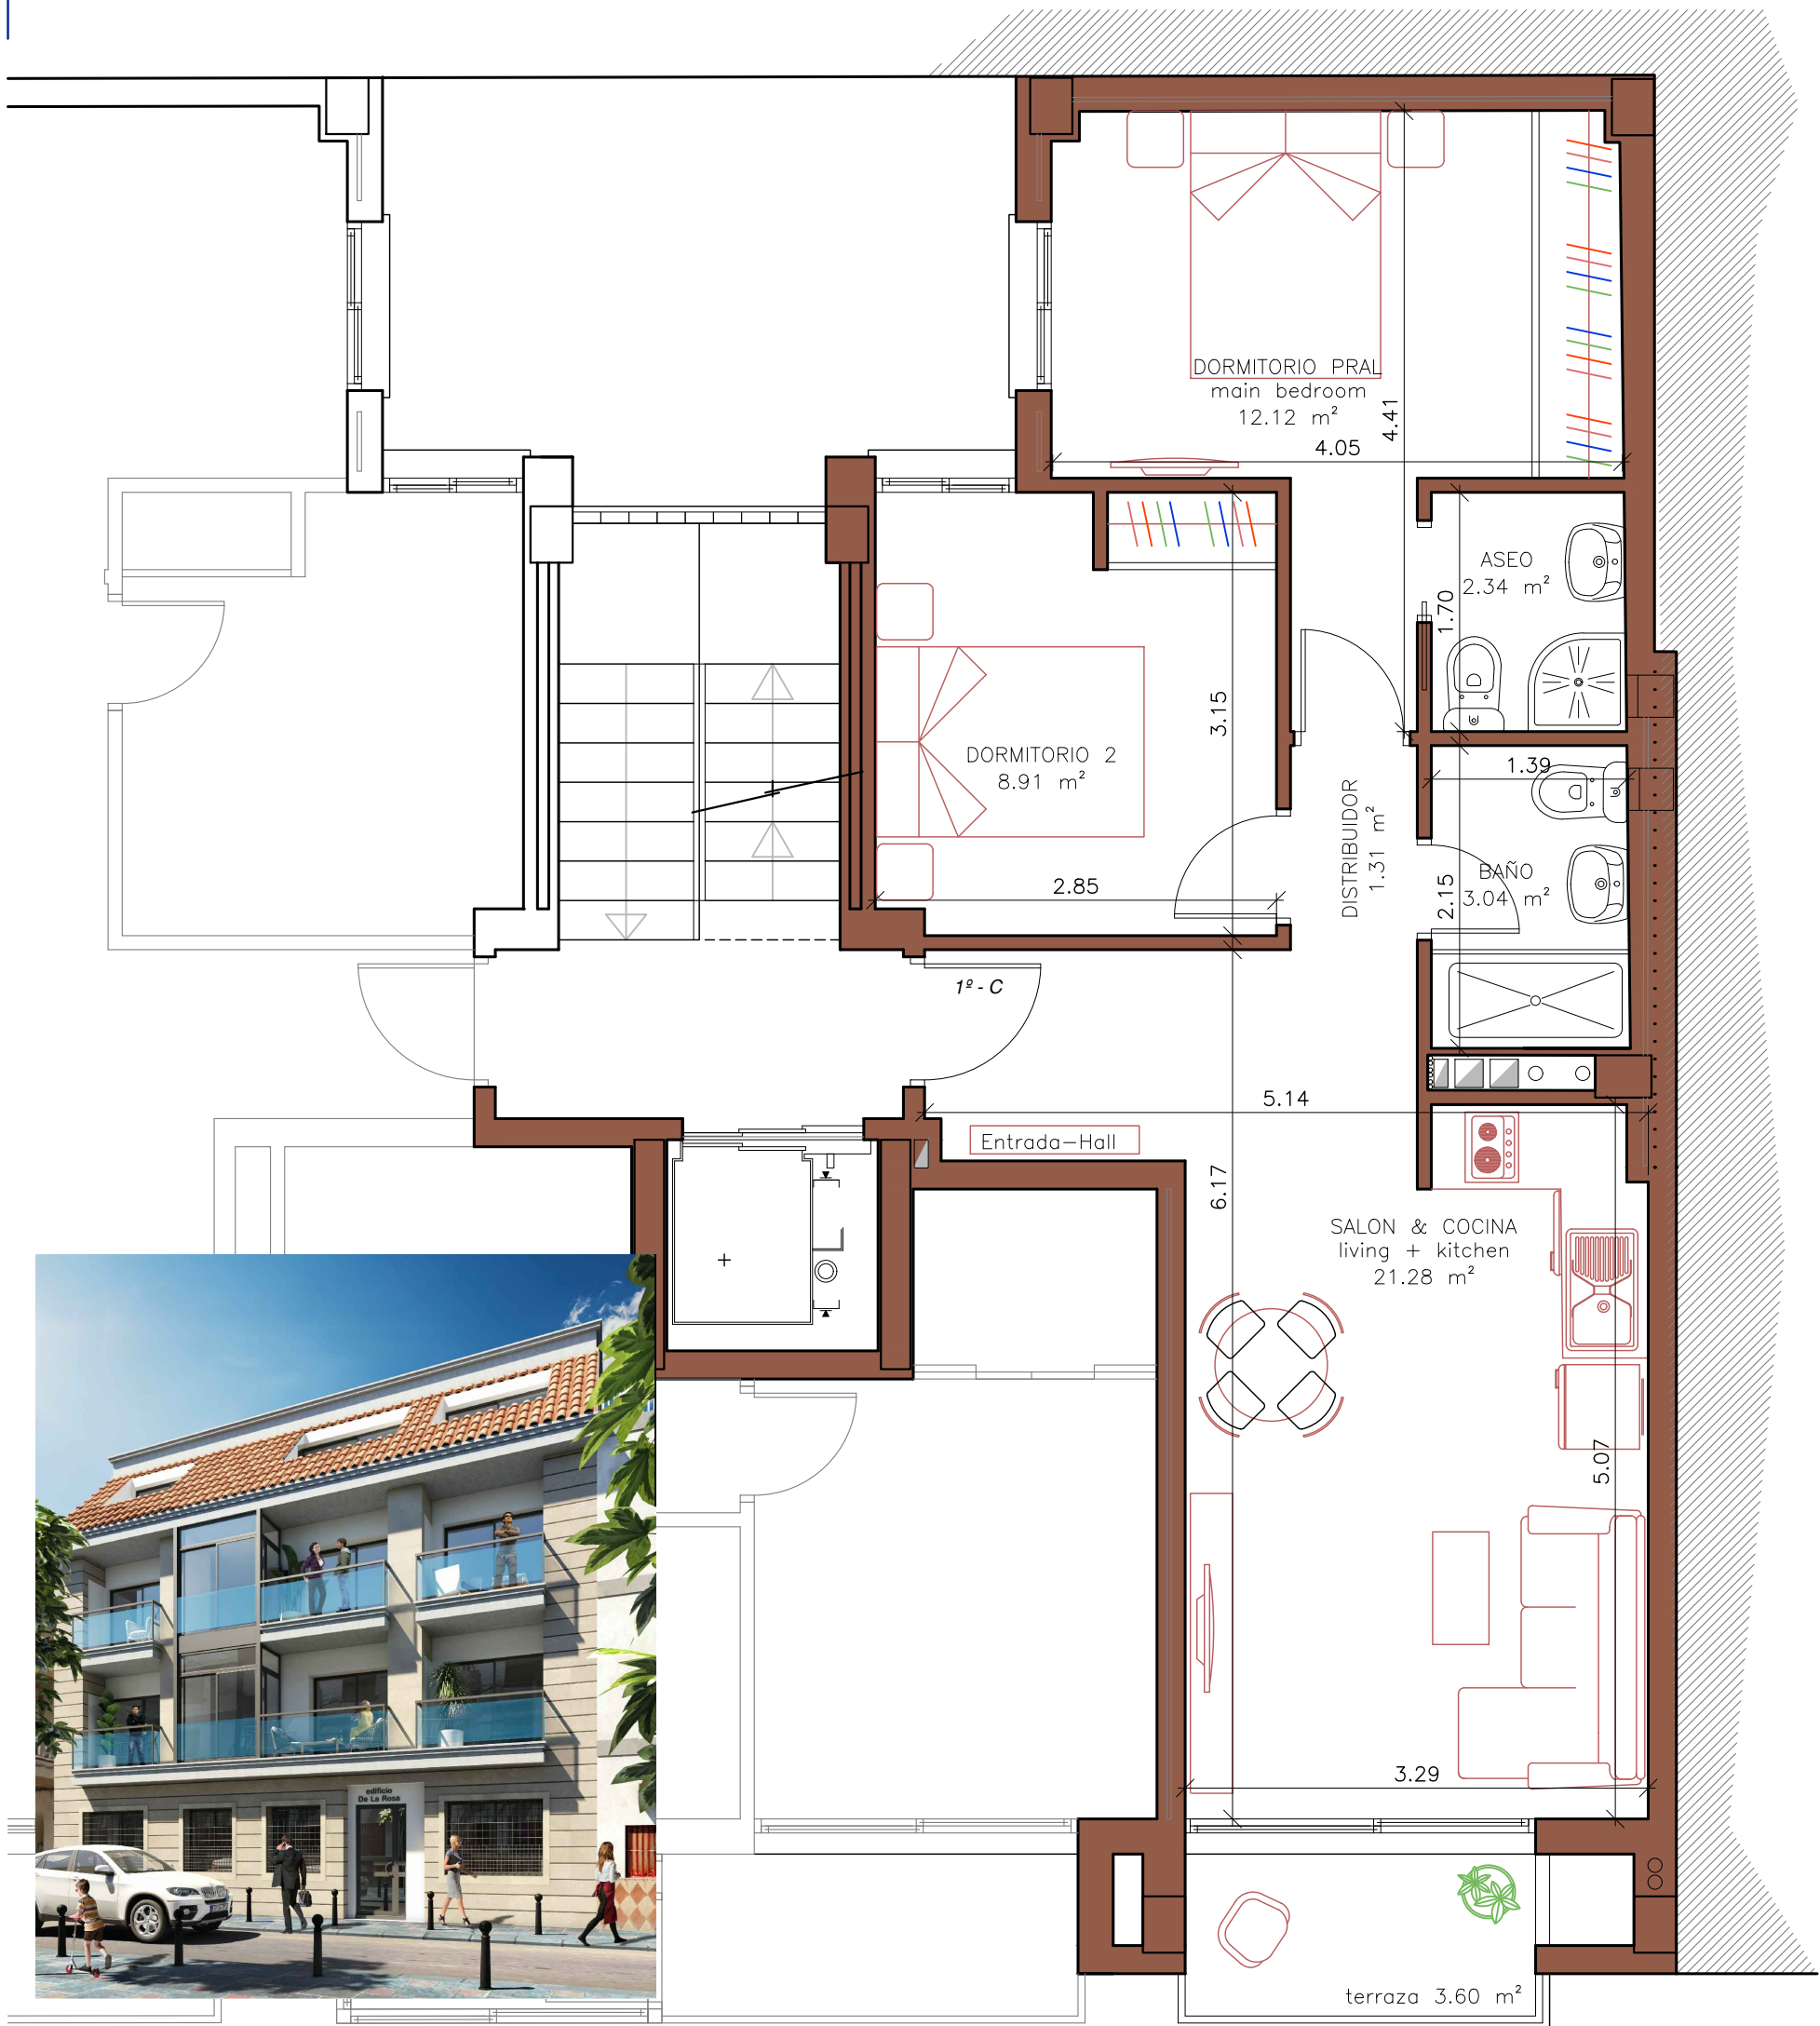 DORMITORIO PRAL
main bedroom
12.12 m²
4.41
4.05
ASEO
2.34 m²
1.70
3.15
DORMITORIO 2
8.91 m²
1.39
DISTRIBUIDOR
1.31 m²
BAÑO
3.04 m²
2.15
2.85
1º - C
5.14
Entrada-Hall
6.17
SALON & COCINA
living + kitchen
21.28 m²
5.07
3.29
edificio
De La Rosa
terraza 3.60 m²